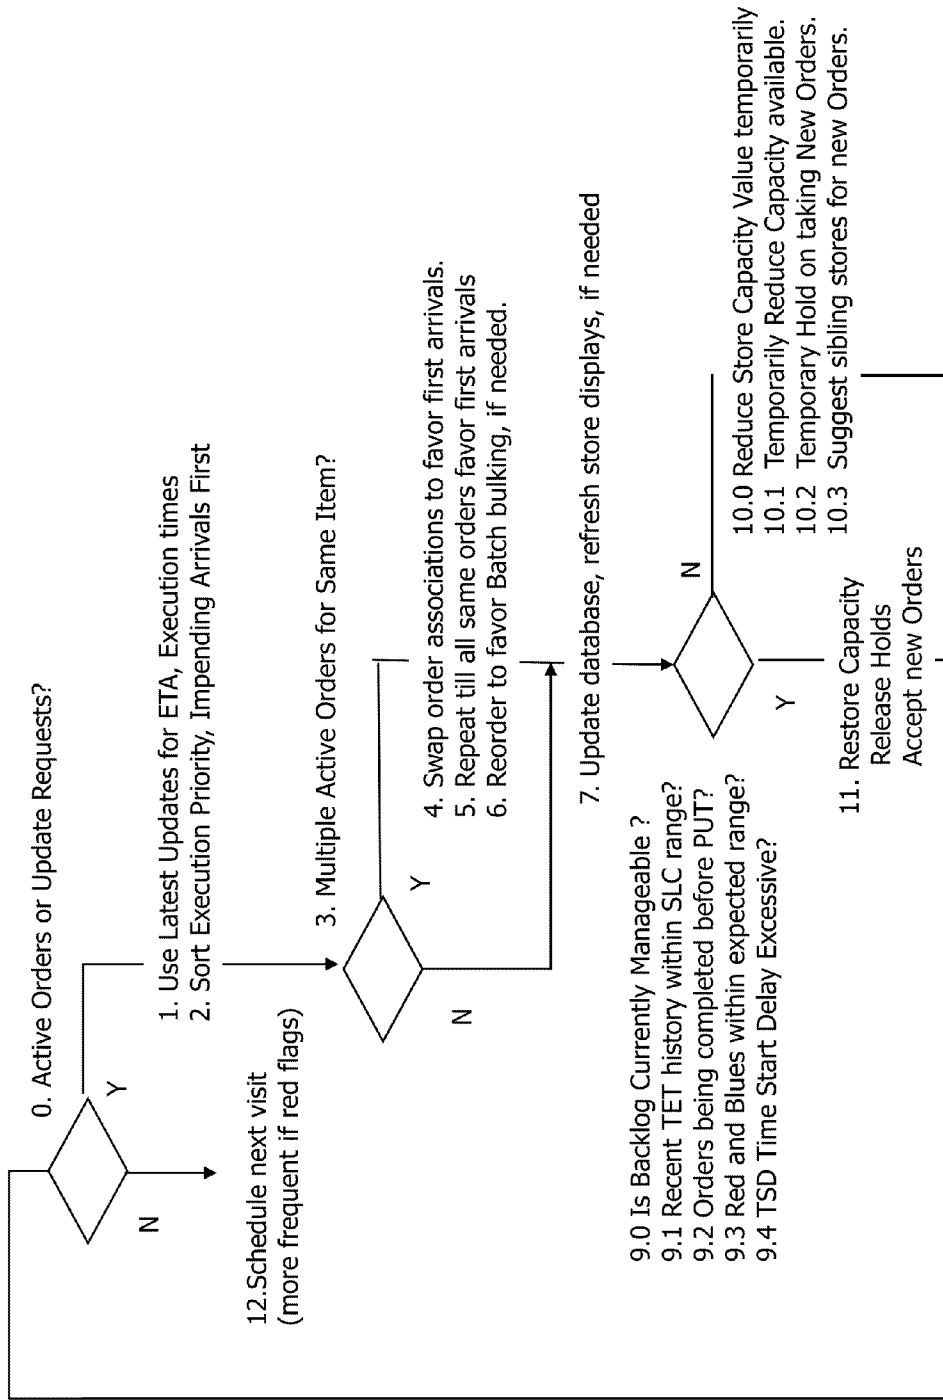 0. Active Orders or Update Requests?
Y
N
1. Use Latest Updates for ETA, Execution times
2. Sort Execution Priority, Impending Arrivals First
12.Schedule next visit
(more frequent if red flags)
3. Multiple Active Orders for Same Item?
Y
N
4. Swap order associations to favor first arrivals.
5. Repeat till all same orders favor first arrivals
6. Reorder to favor Batch bulking, if needed.
7. Update database, refresh store displays, if needed
9.0 Is Backlog Currently Manageable ?
9.1 Recent TET history within SLC range?
9.2 Orders being completed before PUT?
9.3 Red and Blues within expected range?
9.4 TSD Time Start Delay Excessive?
N
Y
10.0 Reduce Store Capacity Value temporarily
10.1 Temporarily Reduce Capacity available.
10.2 Temporary Hold on taking New Orders.
10.3 Suggest sibling stores for new Orders.
11. Restore Capacity
Release Holds
Accept new Orders